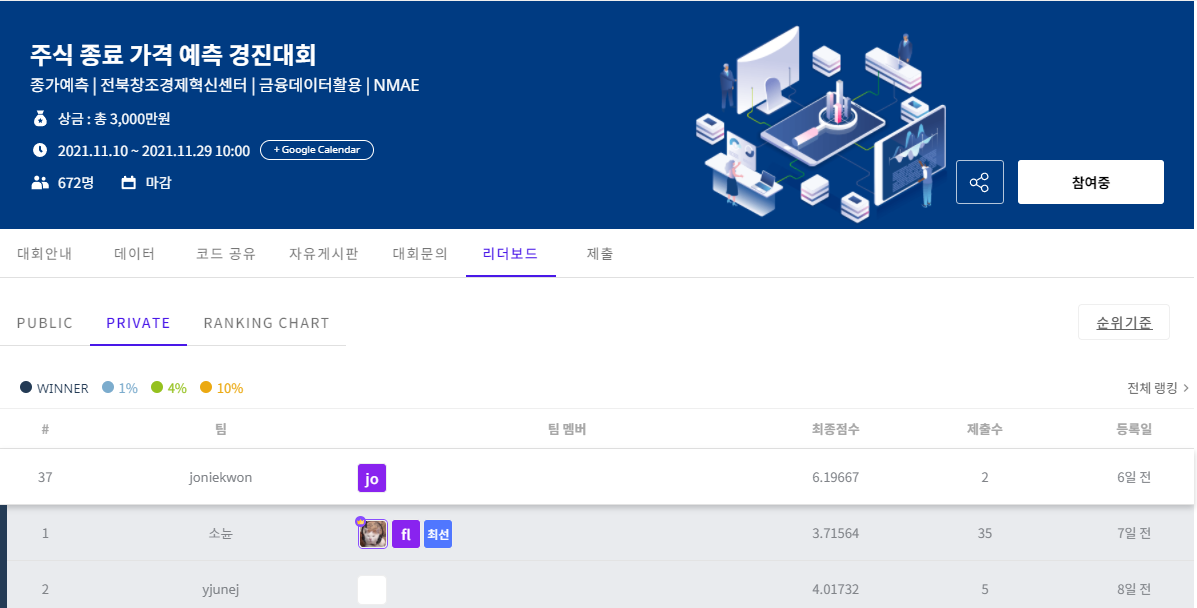 주식 종료 가격 예측 경진대회
종가예측 | 전북창조경제혁신센터 | 금융데이터활용 | NMAE
상금 : 총 3,000만원
2021.11.10 ~ 2021.11.29 10:00 + Google Calendar
672명 마감
참여중
대회안내 데이터 코드 공유 자유게시판 대회문의 리더보드 제출
PUBLIC PRIVATE RANKING CHART 순위기준
WINNER 1% 4% 10% 전체 랭킹 >
# 팀 팀 멤버 최종점수 제출수 등록일
37 joniekwon jo 6.19667 2 6일 전
1 소눈 fl 최선 3.71564 35 7일 전
2 yjunej 4.01732 5 8일 전